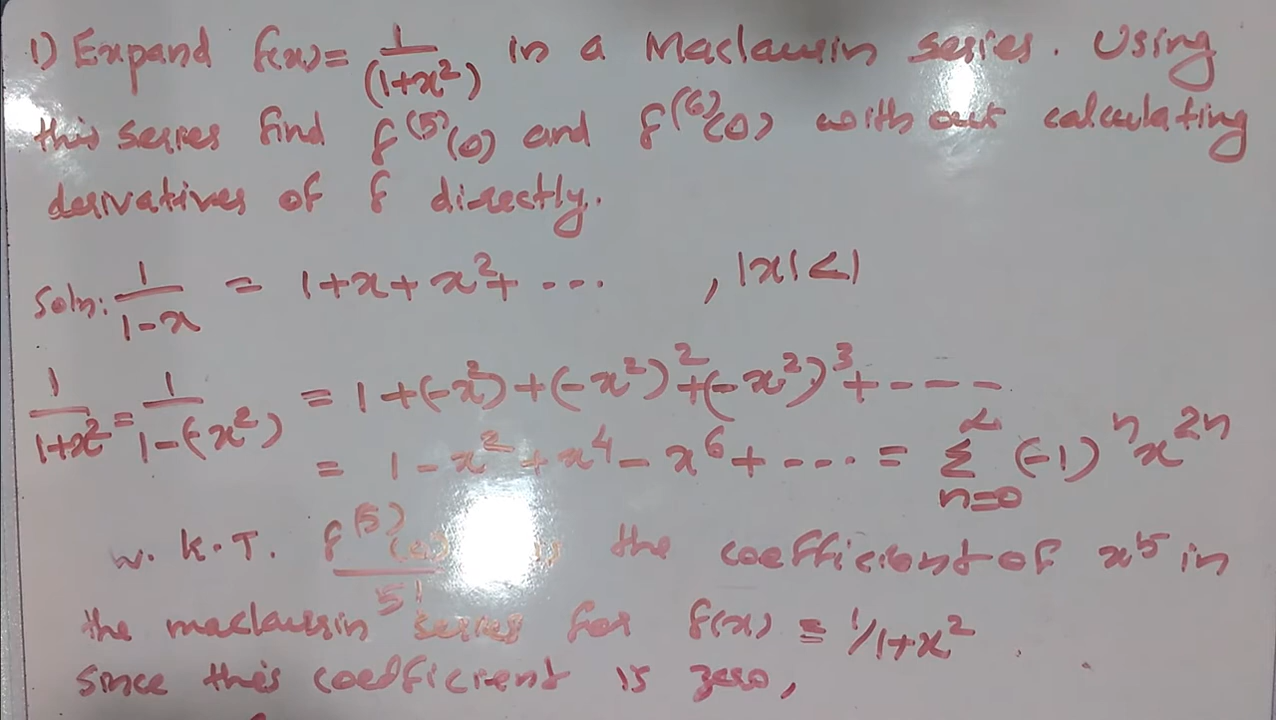 1) Expand f(x) = 1/(1+x²) in a Maclaurin series. Using
this series find f⁽⁵⁾(0) and f⁽⁶⁾(0) without calculating
derivatives of f directly.
Soln: 1/(1-x) = 1+x+x²+ ... , |x|<1
1/(1+x²) = 1/(1-(-x²)) = 1+(-x²)+(-x²)²+(-x²)³+----
= 1-x²+x⁴-x⁶+---- = ∑_{n=0}^{∞} (-1)ⁿx²ⁿ
W.K.T. f⁽⁵⁾(0)/5! is the coefficient of x⁵ in
the maclaurin series for f(x) = 1/1+x².
Since this coefficient is zero,